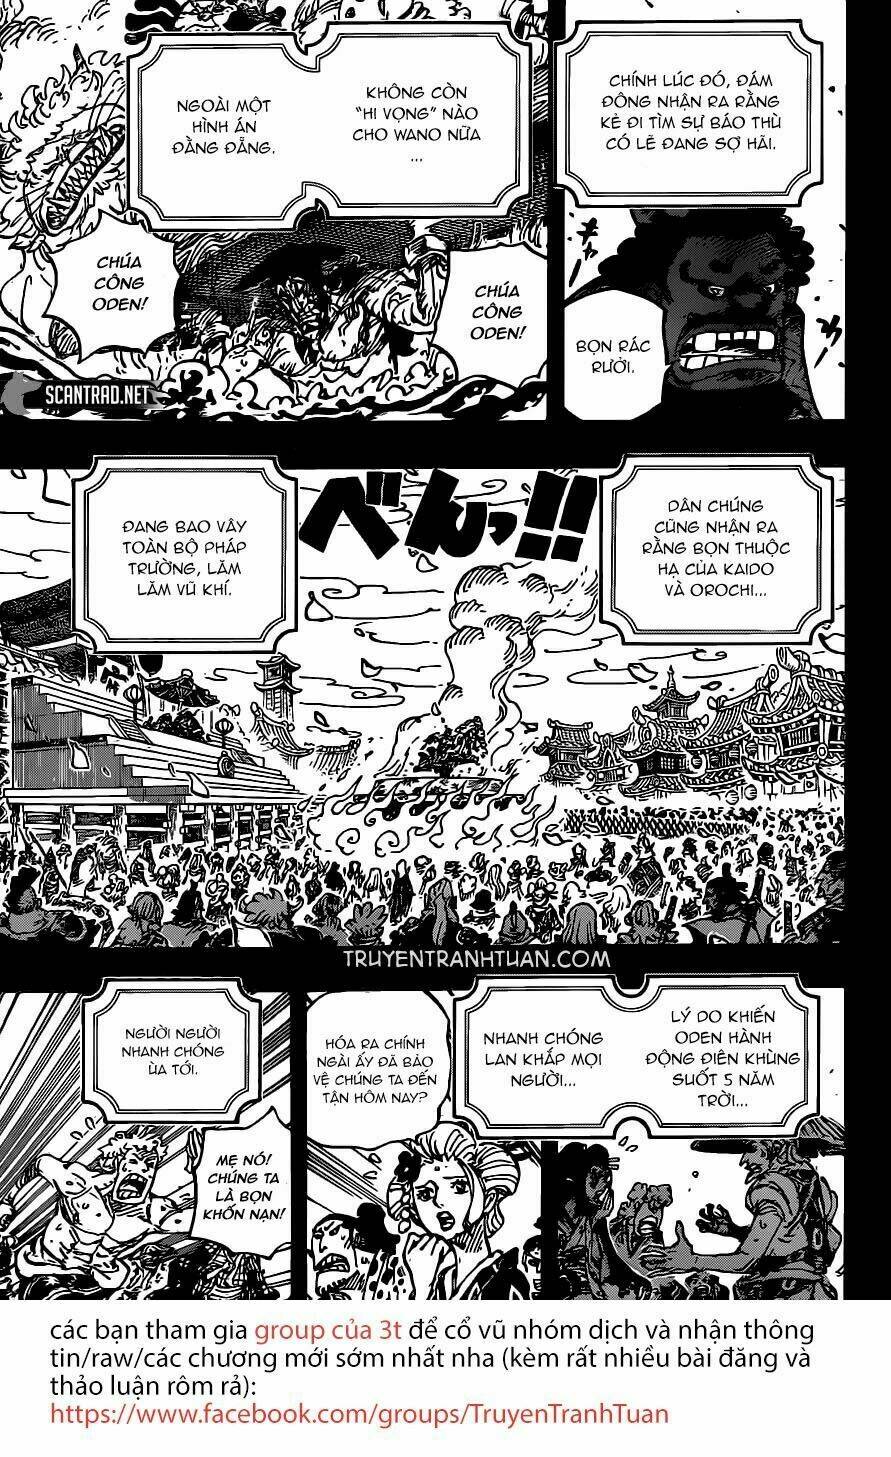 CHÍNH LÚC ĐÓ, ĐÁM
ĐÔNG NHẬN RA RẰNG
KẺ ĐI TÌM SỰ BÁO THÙ
CÓ LẼ ĐANG SỢ HÃI.
BỌN RÁC
RƯỞI.
KHÔNG CÒN
“HI VỌNG” NÀO
CHO WANO NỮA
...
NGOÀI MỘT
HÌNH ÁN
ĐẰNG ĐẴNG.
CHÚA
CÔNG
ODEN!
CHÚA
CÔNG
ODEN!
SCANTRAD.NET
DÂN CHÚNG
CŨNG NHẬN RA
RẰNG BỌN THUỘC
HẠ CỦA KAIDO
VÀ OROCHI...
べんっ!!
ĐANG BAO VÂY
TOÀN BỘ PHÁP
TRƯỜNG, LĂM
LĂM VŨ KHÍ.
TRUYENTRANHTUAN.COM
LÝ DO KHIẾN
ODEN HÀNH
ĐỘNG ĐIÊN KHÙNG
SUỐT 5 NĂM
TRỜI...
NHANH CHÓNG
LAN KHẮP MỌI
NGƯỜI...
HÓA RA CHÍNH
NGÀI ẤY ĐÃ BẢO
VỆ CHÚNG TA ĐẾN
TẬN HÔM NAY?
NGƯỜI NGƯỜI
NHANH CHÓNG
ÙA TỚI.
MẸ NÓ!
CHÚNG TA
LÀ BỌN
KHỐN NẠN!
các bạn tham gia group của 3t để cổ vũ nhóm dịch và nhận thông
tin/raw/các chương mới sớm nhất nha (kèm rất nhiều bài đăng và
thảo luận rôm rả):
https://www.facebook.com/groups/TruyenTranhTuan